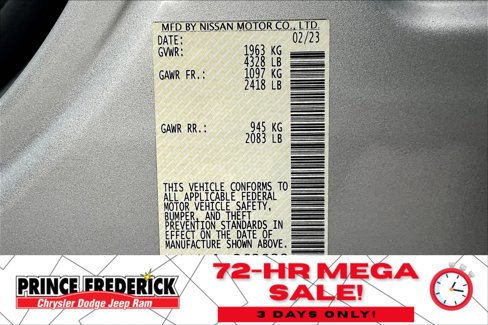 MFD BY NISSAN MOTOR CO., LTD.
DATE: 02/23
GVWR: 1963 KG
4328 LB
GAWR FR.: 1097 KG
2418 LB
GAWR RR.: 945 KG
2083 LB
THIS VEHICLE CONFORMS TO
ALL APPLICABLE FEDERAL
MOTOR VEHICLE SAFETY,
BUMPER, AND THEFT
PREVENTION STANDARDS IN
EFFECT ON THE DATE OF
MANUFACTURE SHOWN ABOVE.
PRINCE FREDERICK
Chrysler Dodge Jeep Ram
72-HR MEGA
SALE!
3 DAYS ONLY!